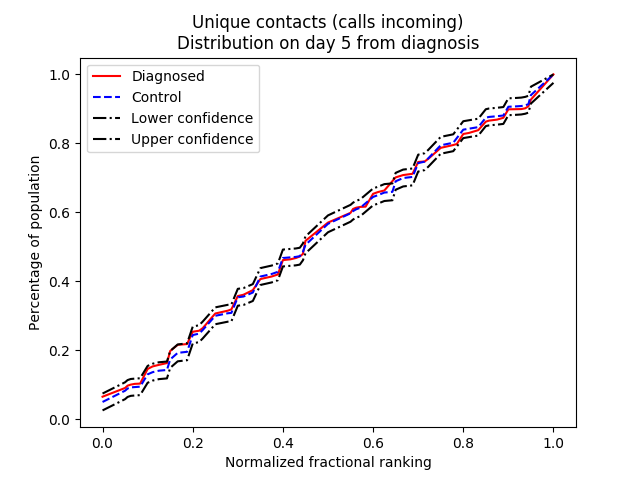 Unique contacts (calls incoming)
Distribution on day 5 from diagnosis
Diagnosed
Control
Lower confidence
Upper confidence
Percentage of population
1.0
0.8
0.6
0.4
0.2
0.0
0.0 0.2 0.4 0.6 0.8 1.0
Normalized fractional ranking